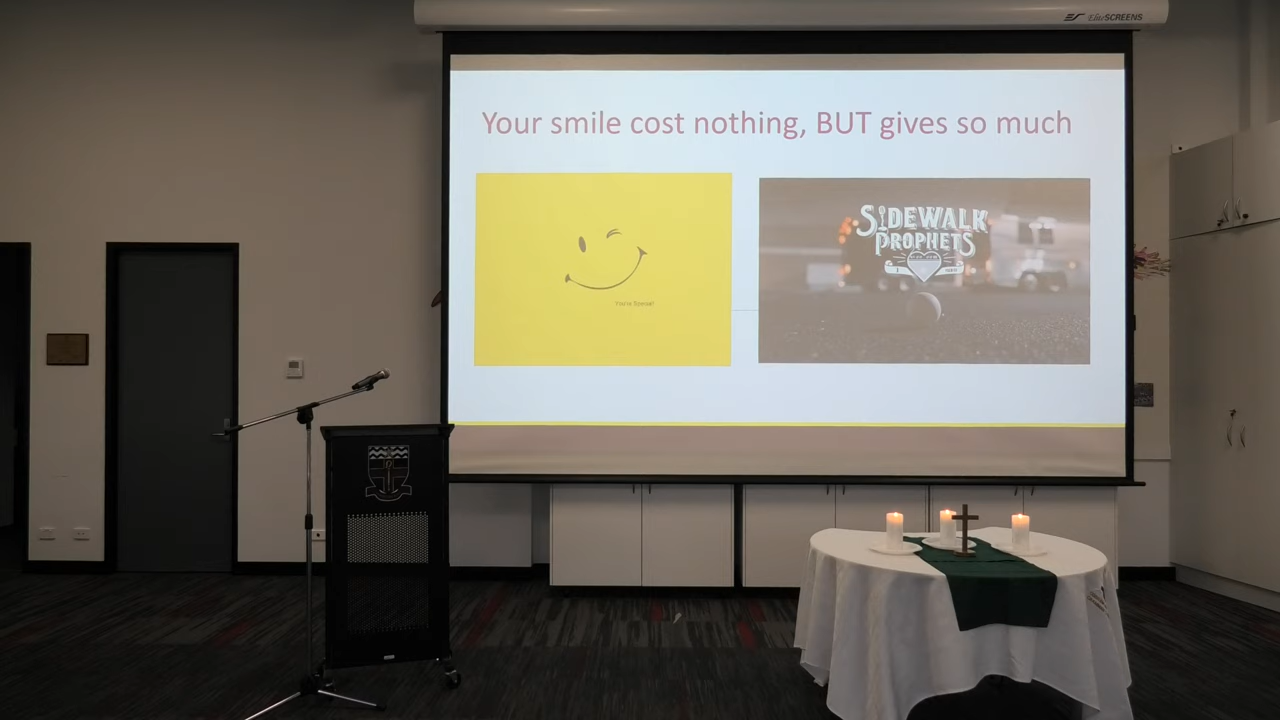 EliteSCREENS
Your smile cost nothing, BUT gives so much
SIDEWALK
PROPHETS
You're Special!